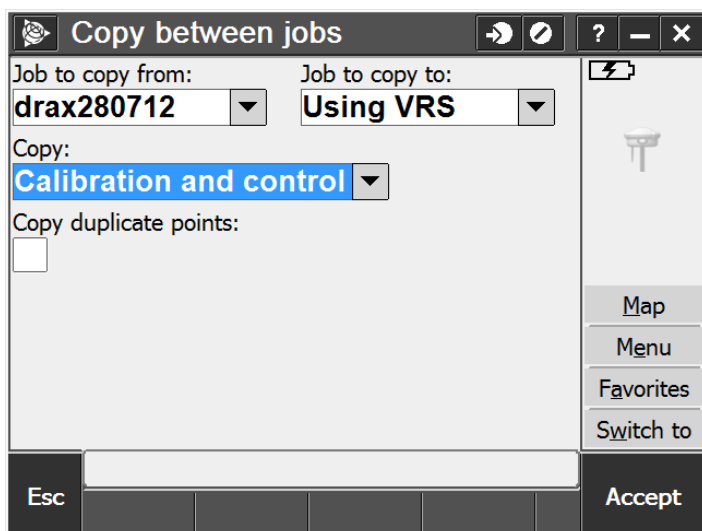 Copy between jobs
? — X
Job to copy from: Job to copy to:
drax280712 Using VRS
Copy:
Calibration and control
Copy duplicate points:
Map
Menu
Favorites
Switch to
Esc Accept